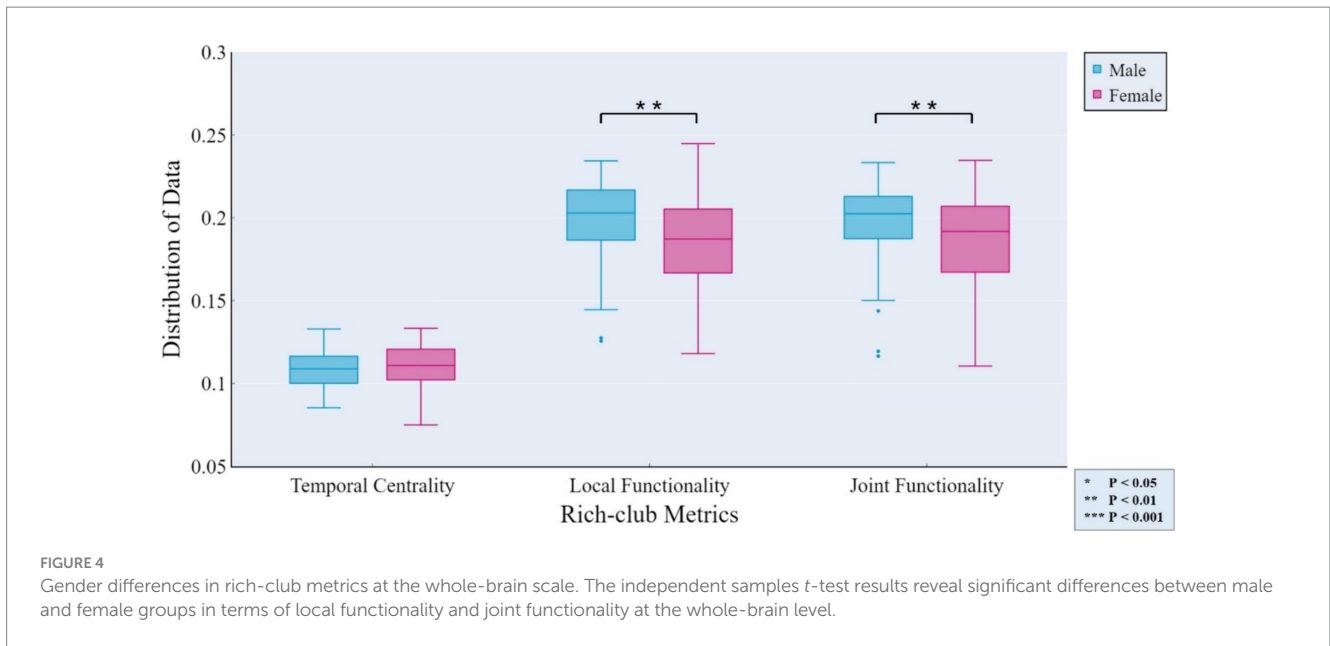 0.3
0.25
0.2
0.15
0.1
0.05
Distribution of Data
* *
* *
Male
Female
Temporal Centrality
Local Functionality
Joint Functionality
Rich-club Metrics
* P < 0.05
** P < 0.01
*** P < 0.001
FIGURE 4
Gender differences in rich-club metrics at the whole-brain scale. The independent samples t-test results reveal significant differences between male
and female groups in terms of local functionality and joint functionality at the whole-brain level.